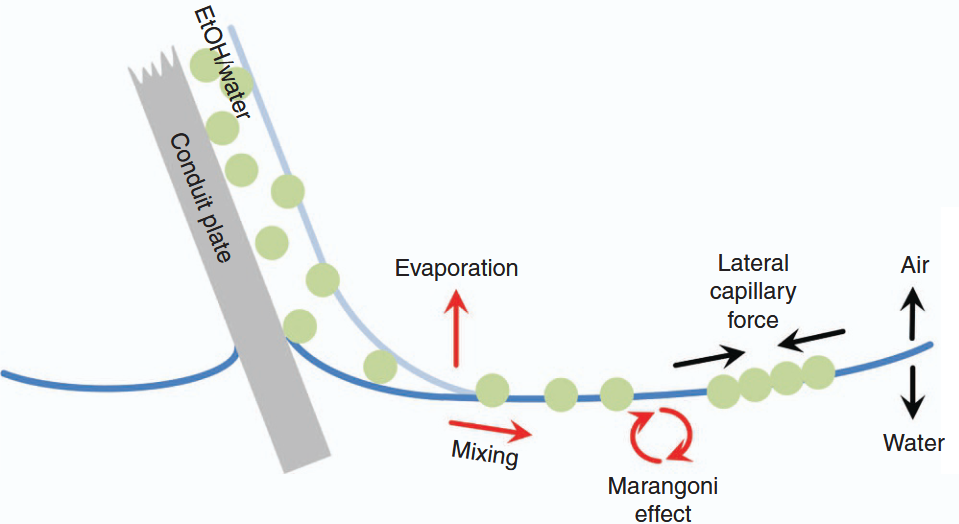 EtOH/water
Conduit plate
Evaporation
Lateral
capillary
force
Air
Mixing
Marangoni
effect
Water